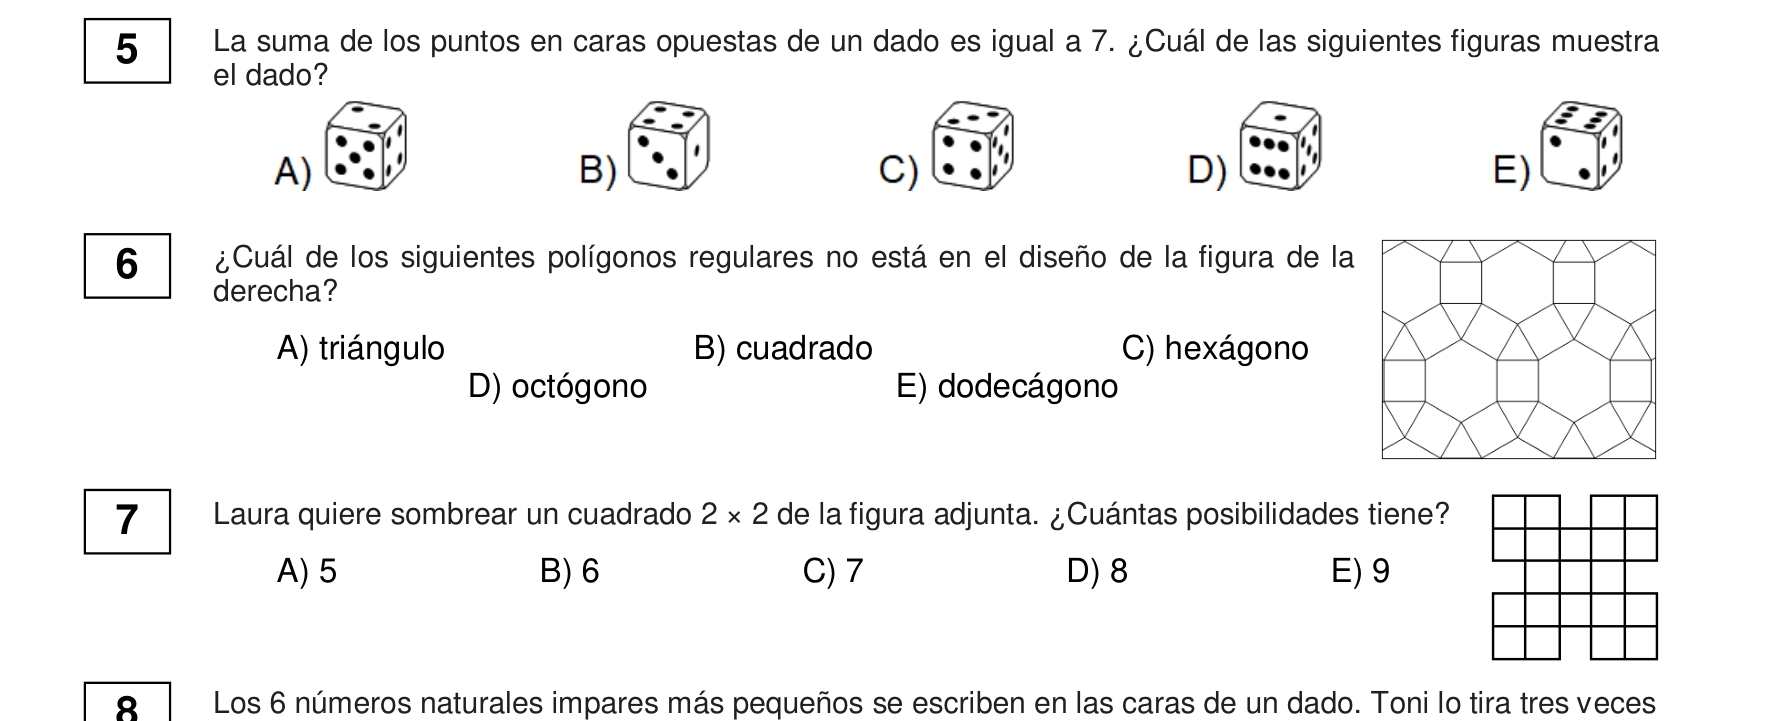 5
La suma de los puntos en caras opuestas de un dado es igual a 7. ¿Cuál de las siguientes figuras muestra
el dado?
A) B) C) D) E)
6
¿Cuál de los siguientes polígonos regulares no está en el diseño de la figura de la
derecha?
A) triángulo B) cuadrado C) hexágono
D) octógono E) dodecágono
7
Laura quiere sombrear un cuadrado 2 × 2 de la figura adjunta. ¿Cuántas posibilidades tiene?
A) 5 B) 6 C) 7 D) 8 E) 9
8
Los 6 números naturales impares más pequeños se escriben en las caras de un dado. Toni lo tira tres veces